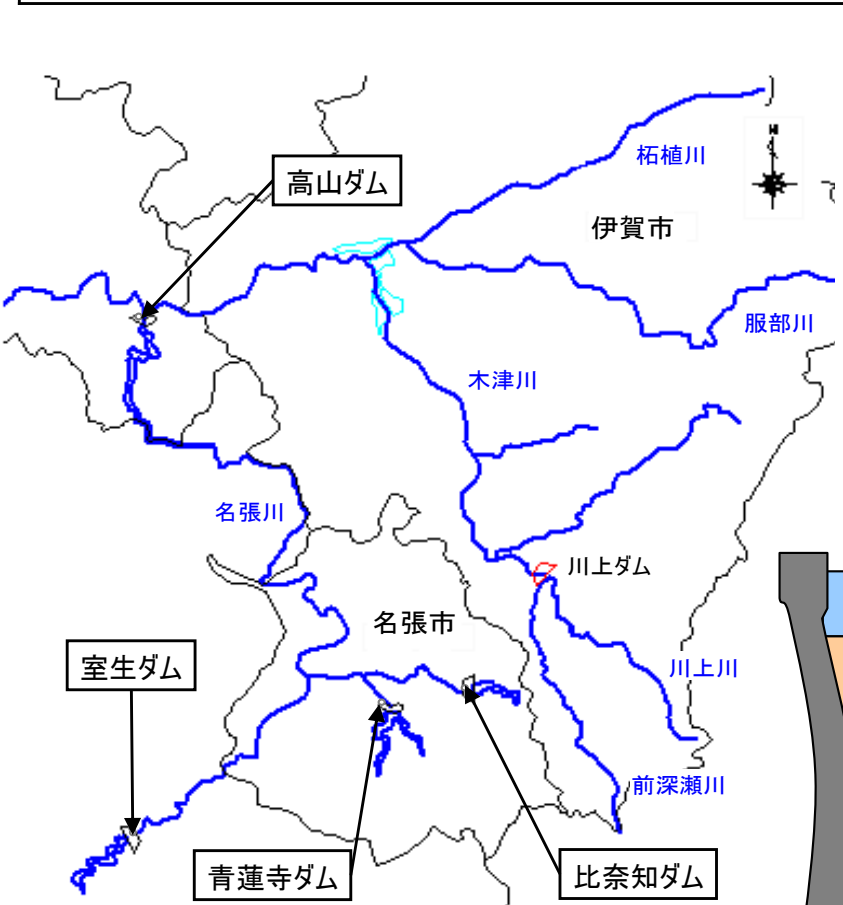 柘植川
高山ダム
伊賀市
服部川
木津川
名張川
川上ダム
名張市
室生ダム
川上川
前深瀬川
青蓮寺ダム
比奈知ダム